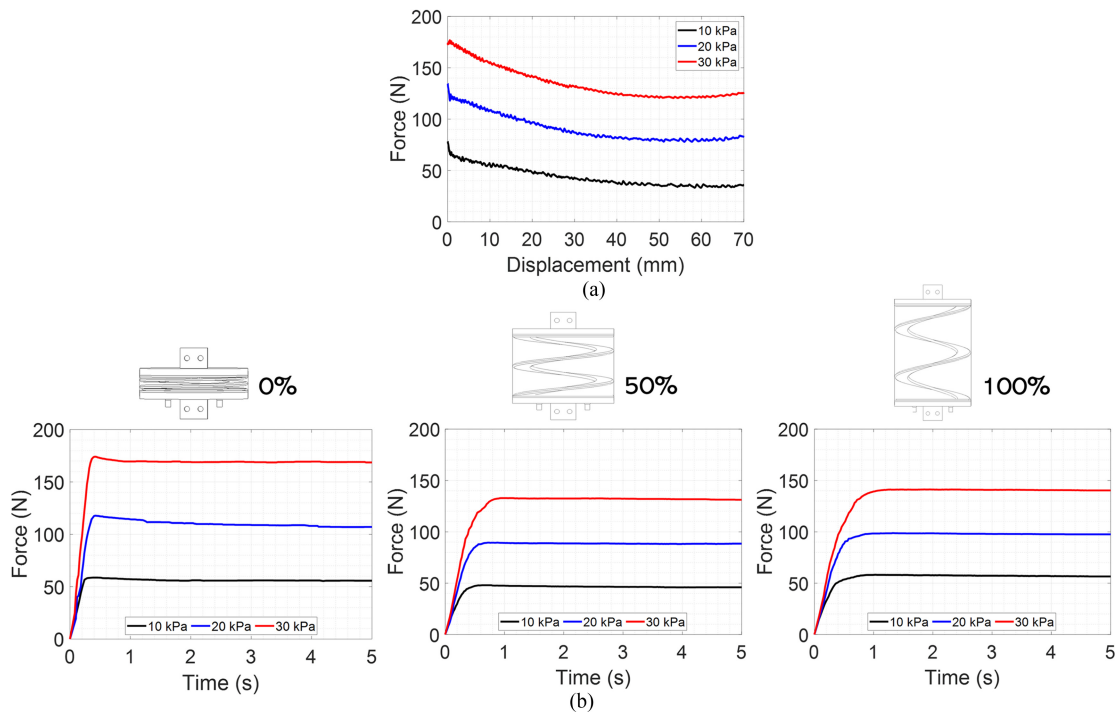 200
150
100
50
0
Force (N)
10 kPa
20 kPa
30 kPa
0 10 20 30 40 50 60 70
Displacement (mm)
(a)
0%
50%
100%
200
150
100
50
0
Force (N)
10 kPa 20 kPa 30 kPa
0 1 2 3 4 5
Time (s)
200
150
100
50
0
Force (N)
10 kPa 20 kPa 30 kPa
0 1 2 3 4 5
Time (s)
200
150
100
50
0
Force (N)
10 kPa 20 kPa 30 kPa
0 1 2 3 4 5
Time (s)
(b)